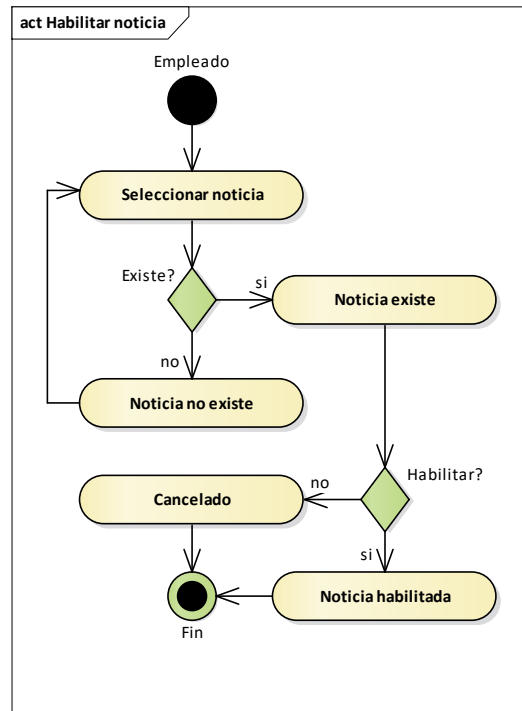 act Habilitar noticia
Empleado
Seleccionar noticia
Existe?
si
Noticia existe
no
Noticia no existe
Habilitar?
no
Cancelado
si
Noticia habilitada
Fin